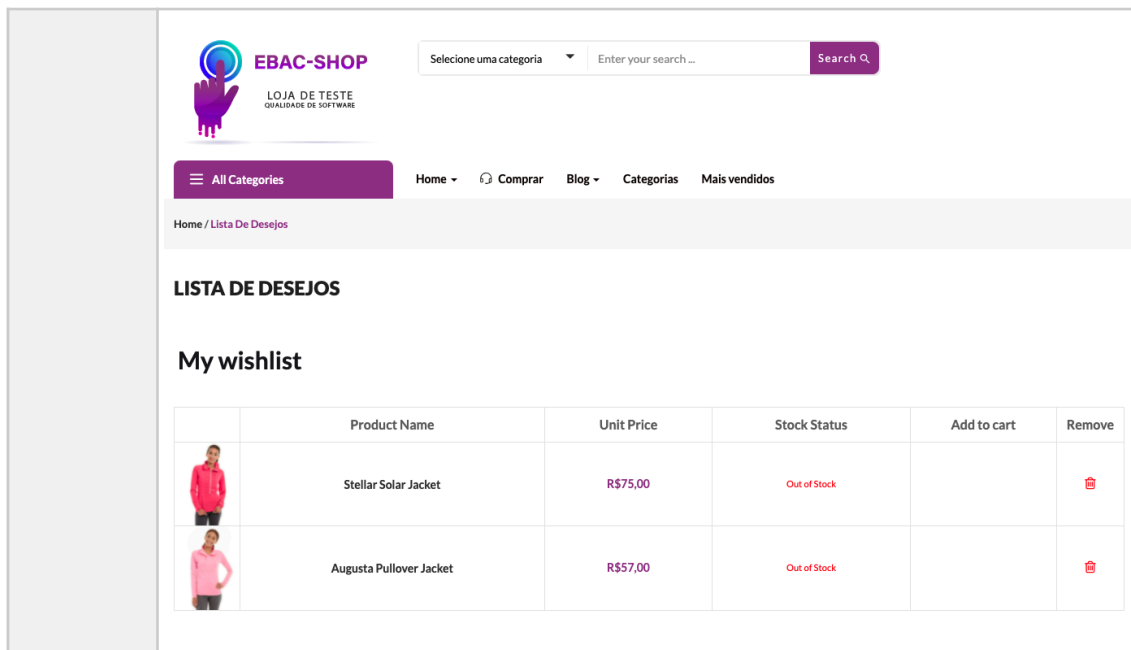 EBAC-SHOP
LOJA DE TESTE
QUALIDADE DE SOFTWARE
Selecione uma categoria Enter your search ... Search
All Categories Home Comprar Blog Categorias Mais vendidos
Home / Lista De Desejos
LISTA DE DESEJOS
My wishlist
Product Name Unit Price Stock Status Add to cart Remove
Stellar Solar Jacket R$75,00 Out of Stock
Augusta Pullover Jacket R$57,00 Out of Stock